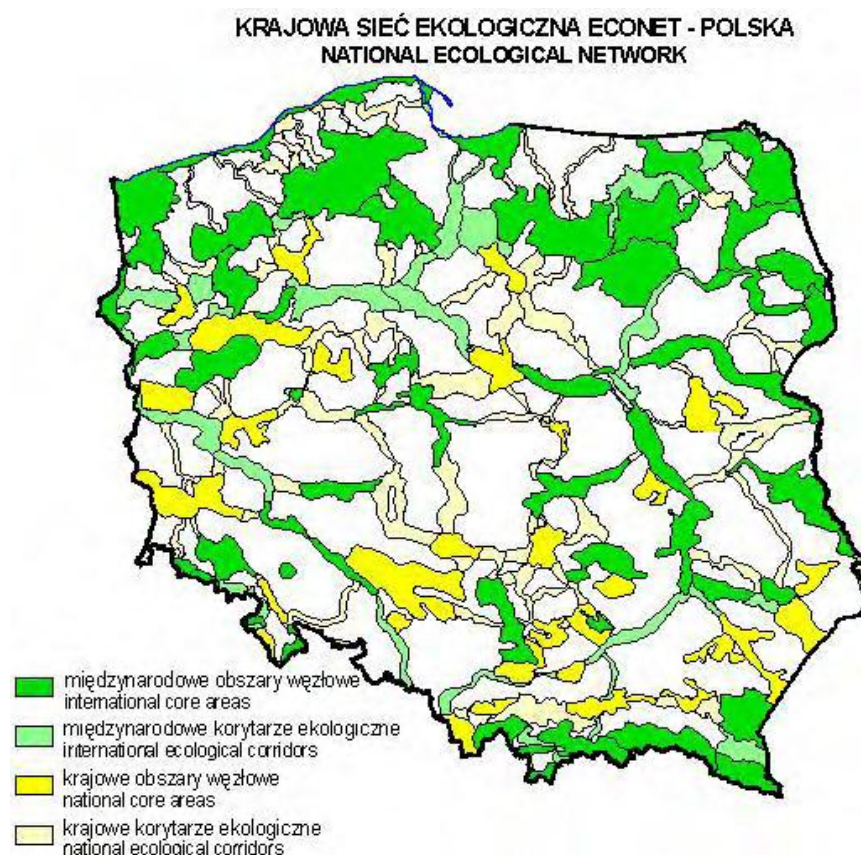 KRAJOWA SIEĆ EKOLOGICZNA ECONET - POLSKA
NATIONAL ECOLOGICAL NETWORK
międzynarodowe obszary węzłowe
international core areas
międzynarodowe korytarze ekologiczne
international ecological corridors
krajowe obszary węzłowe
national core areas
krajowe korytarze ekologiczne
national ecological corridors